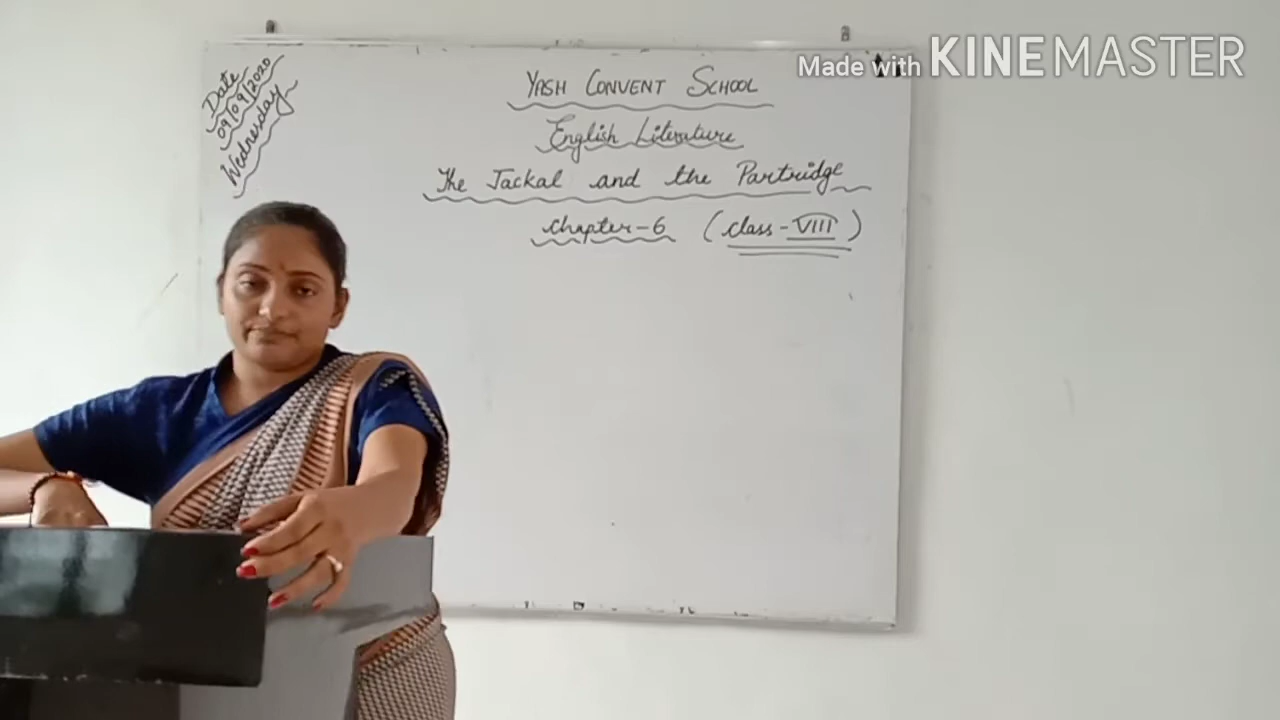 Made with KINEMASTER
Date
09/09/2020
Wednesday
YASH CONVENT SCHOOL
English Literature
The Jackal and the Partridge
Chapter-6 (Class-VIII)